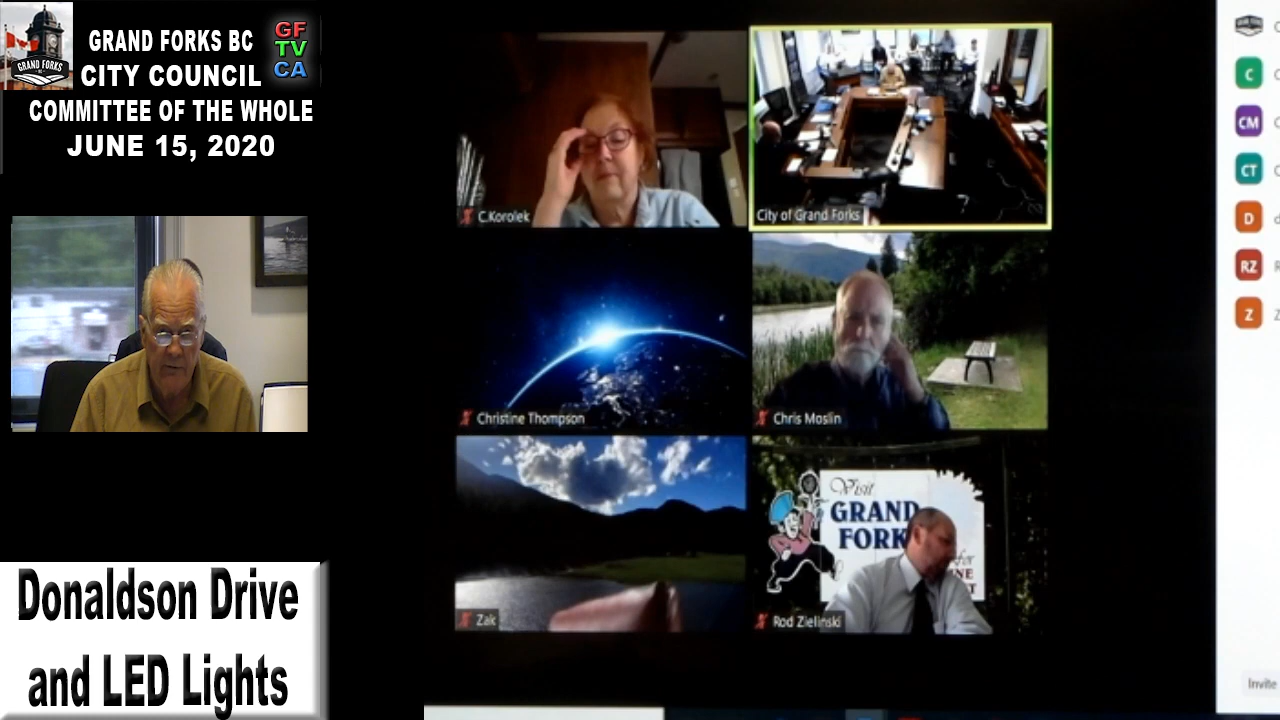 GRAND FORKS BC
CITY COUNCIL
COMMITTEE OF THE WHOLE
JUNE 15, 2020
GRAND FORKS
BC
GF
TV
CA
C.Korolek
City of Grand Forks
Christine Thompson
Chris Moslin
Zak
Visit
GRAND
FORK
for
Rod Zielinski
C
CM
CT
D
RZ
Z
Invite
Donaldson Drive
and LED Lights